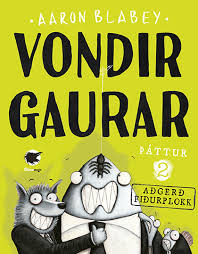 AARON BLABEY
VONDIR
GAURAR
ÞÁTTUR
2
AÐGERÐ
FIÐURPLOKK